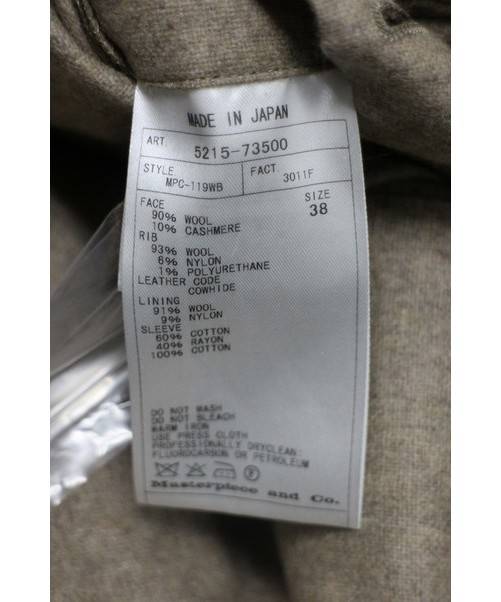 MADE IN JAPAN
ART. 5215-73500
STYLE MPC-119WB FACT. 3011F
FACE SIZE
90% WOOL 38
10% CASHMERE
RIB
93% WOOL
6% NYLON
1% POLYURETHANE
LEATHER CODE
COWHIDE
LINING
91% WOOL
9% NYLON
SLEEVE
60% COTTON
40% RAYON
100% COTTON
DO NOT WASH
DO NOT BLEACH
WARM IRON
USE PRESS CLOTH
PROFESSIONALLY DRYCLEAN:
FLUOROCARBON OR PETROLEUM
Masterpiece and Co.